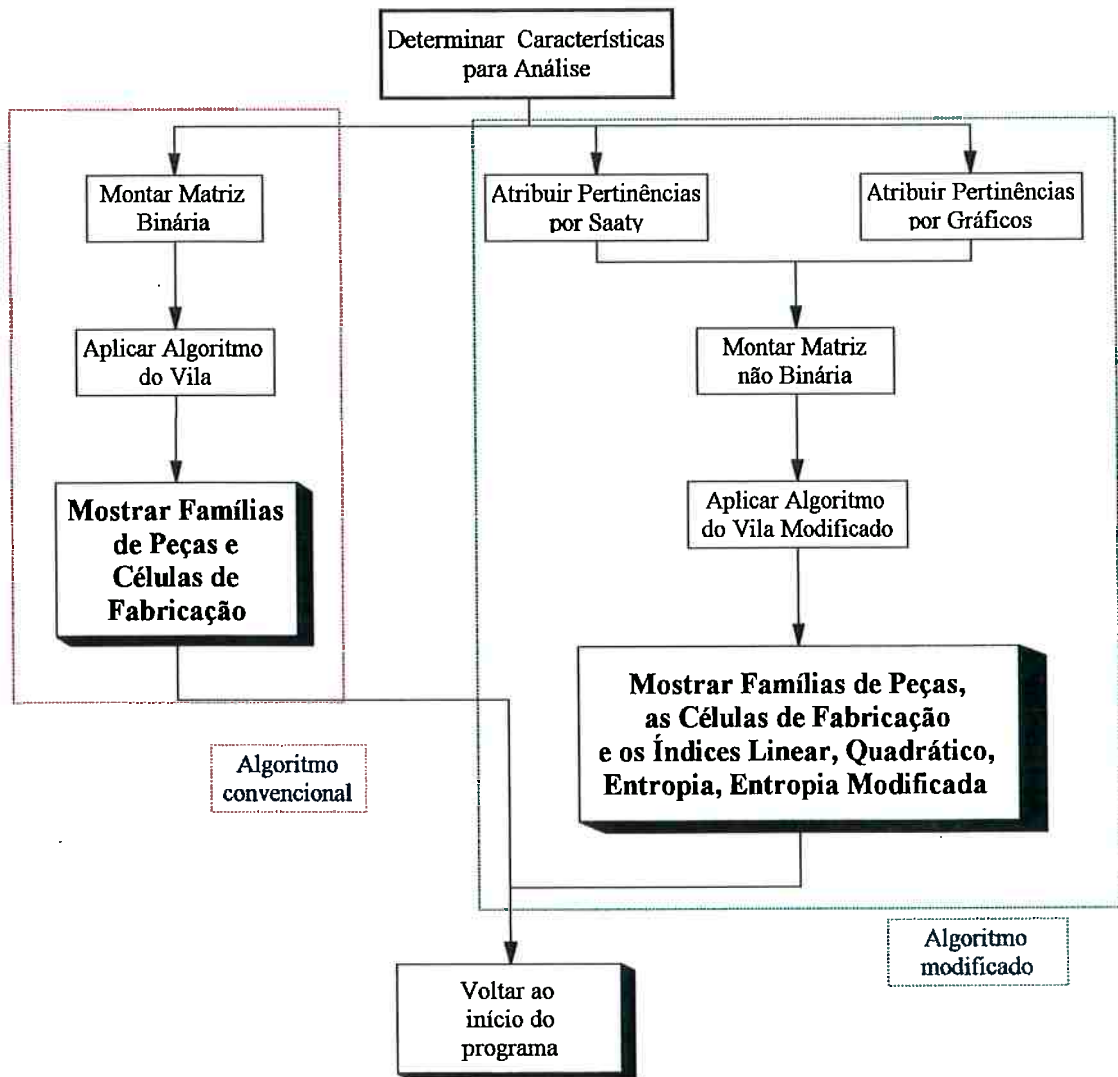 Determinar Características
para Análise
Montar Matriz
Binária
Atribuir Pertinências
por Saaty
Atribuir Pertinências
por Gráficos
Aplicar Algoritmo
do Vila
Montar Matriz
não Binária
Mostrar Famílias
de Peças e
Células de
Fabricação
Aplicar Algoritmo
do Vila Modificado
Mostrar Famílias de Peças,
as Células de Fabricação
e os Índices Linear, Quadrático,
Entropia, Entropia Modificada
Algoritmo
convencional
Algoritmo
modificado
Voltar ao
início do
programa